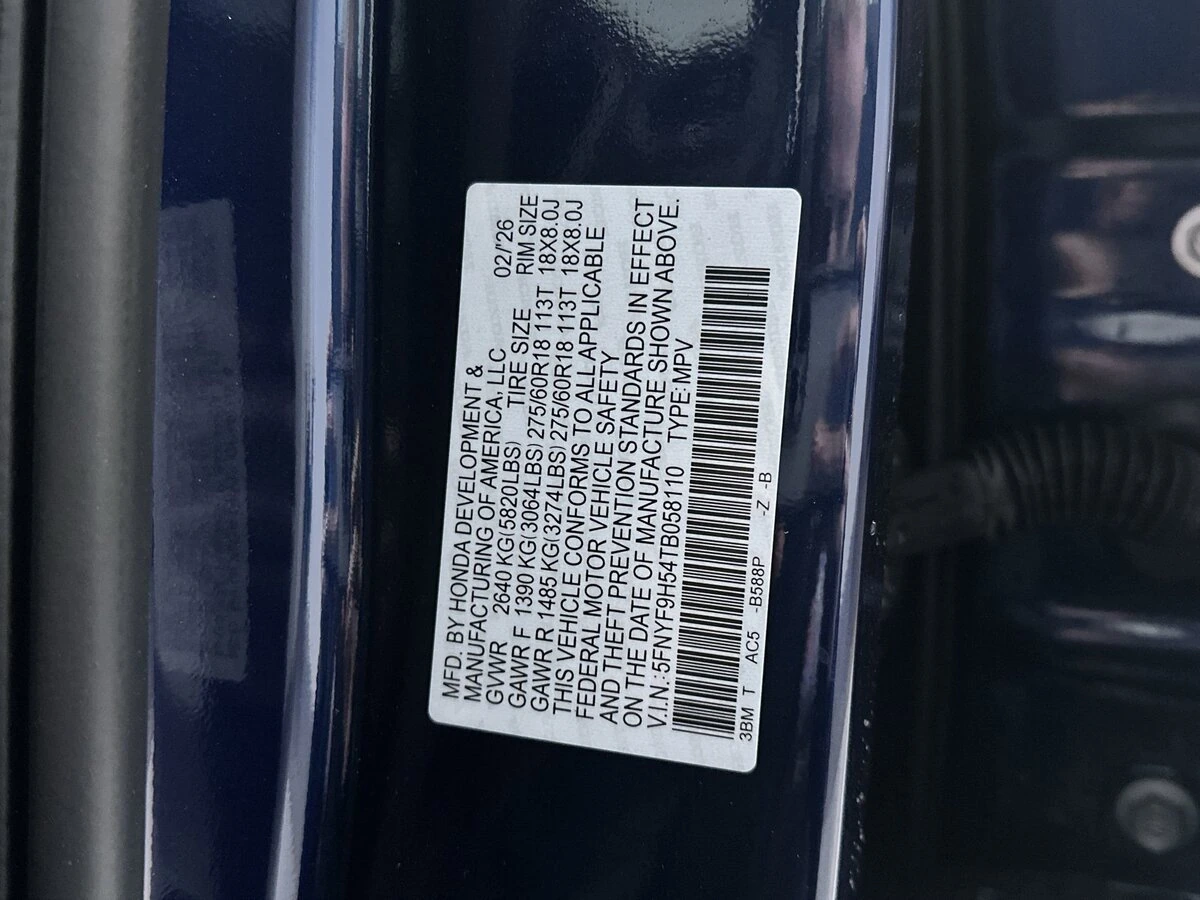 MFD. BY HONDA DEVELOPMENT &
MANUFACTURING OF AMERICA, LLC 02/'26
GVWR 2640 KG(5820LBS) TIRE SIZE RIM SIZE
GAWR F 1390 KG(3064LBS) 275/60R18 113T 18X8.0J
GAWR R 1485 KG(3274LBS) 275/60R18 113T 18X8.0J
THIS VEHICLE CONFORMS TO ALL APPLICABLE
FEDERAL MOTOR VEHICLE SAFETY
AND THEFT PREVENTION STANDARDS IN EFFECT
ON THE DATE OF MANUFACTURE SHOWN ABOVE.
V.I.N.:5FNYF9H54TB058110 TYPE:MPV
3BM T AC5 -B588P -Z -B